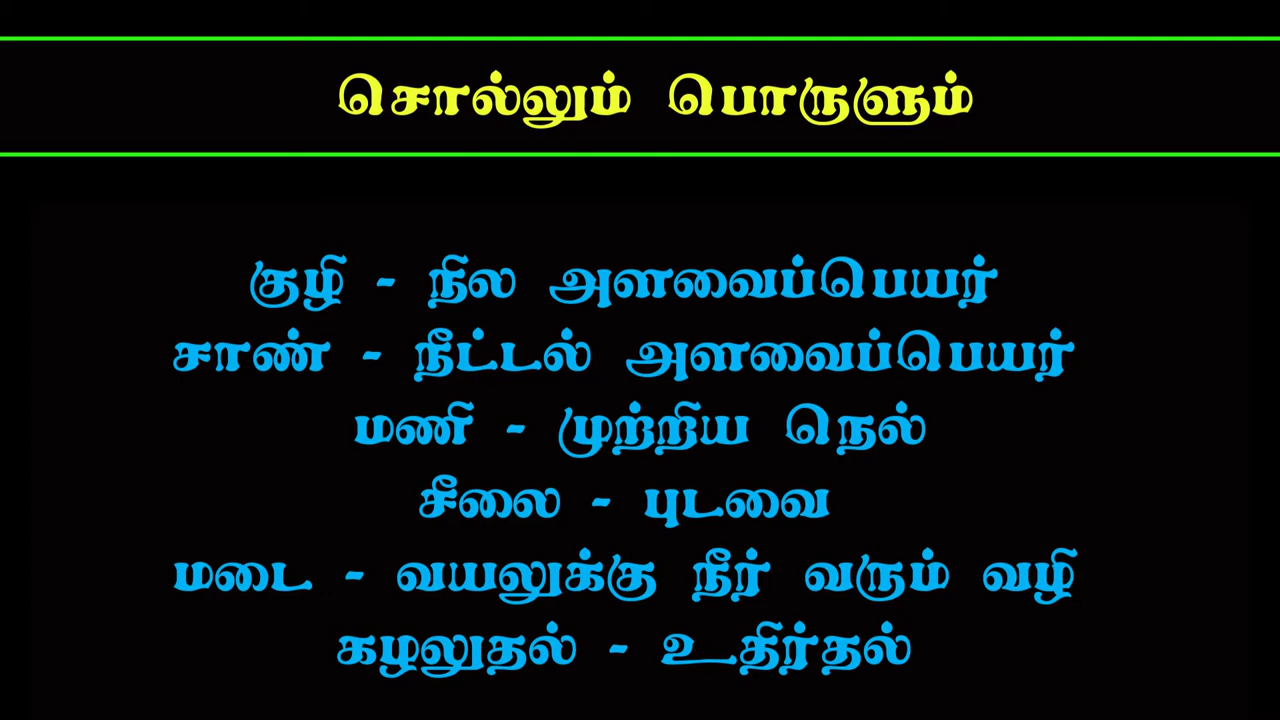 சொல்லும் பொருளும்
குழி - நில அளவைப்பெயர்
சாண் - நீட்டல் அளவைப்பெயர்
மணி - முற்றிய நெல்
சீலை - புடவை
மடை - வயலுக்கு நீர் வரும் வழி
கழலுதல் - உதிர்தல்